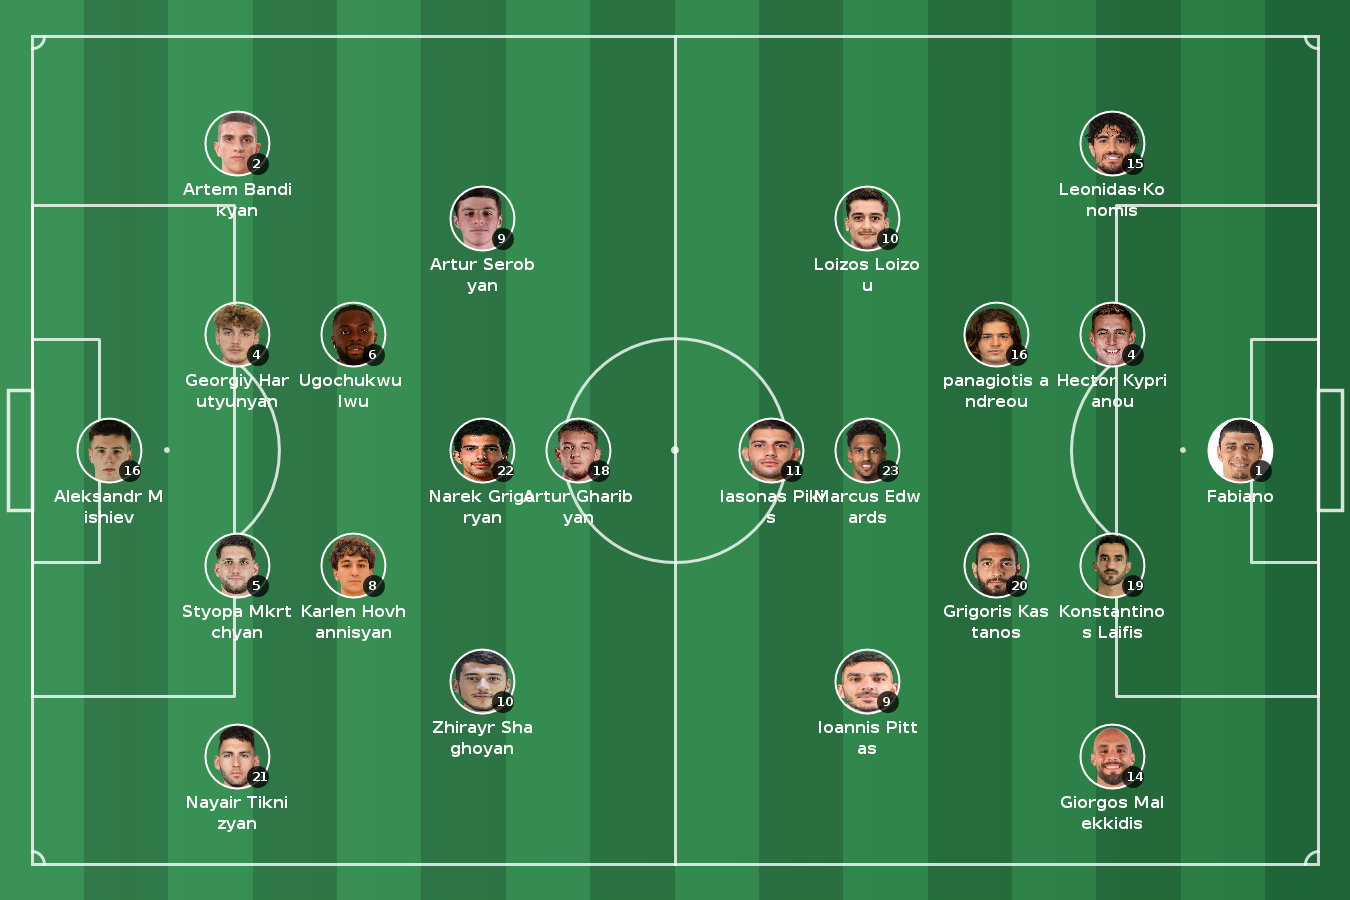 2
Artem Bandi
kyan
15
Leonidas Ko
nomis
9
Artur Serob
yan
10
Loizos Loizo
u
4
Georgiy Har
utyunyan
6
Ugochukwu
Iwu
16
panagiotis a
ndreou
4
Hector Kypri
anou
16
Aleksandr M
ishiev
22
Narek Griga
ryan
18
Artur Gharib
yan
11
Iasonas Piki
s
23
Marcus Edw
ards
1
Fabiano
5
Styopa Mkrt
chyan
8
Karlen Hovh
annisyan
20
Grigoris Kas
tanos
19
Konstantino
s Laifis
10
Zhirayr Sha
ghoyan
9
Ioannis Pitt
as
21
Nayair Tikni
zyan
14
Giorgos Mal
ekkidis